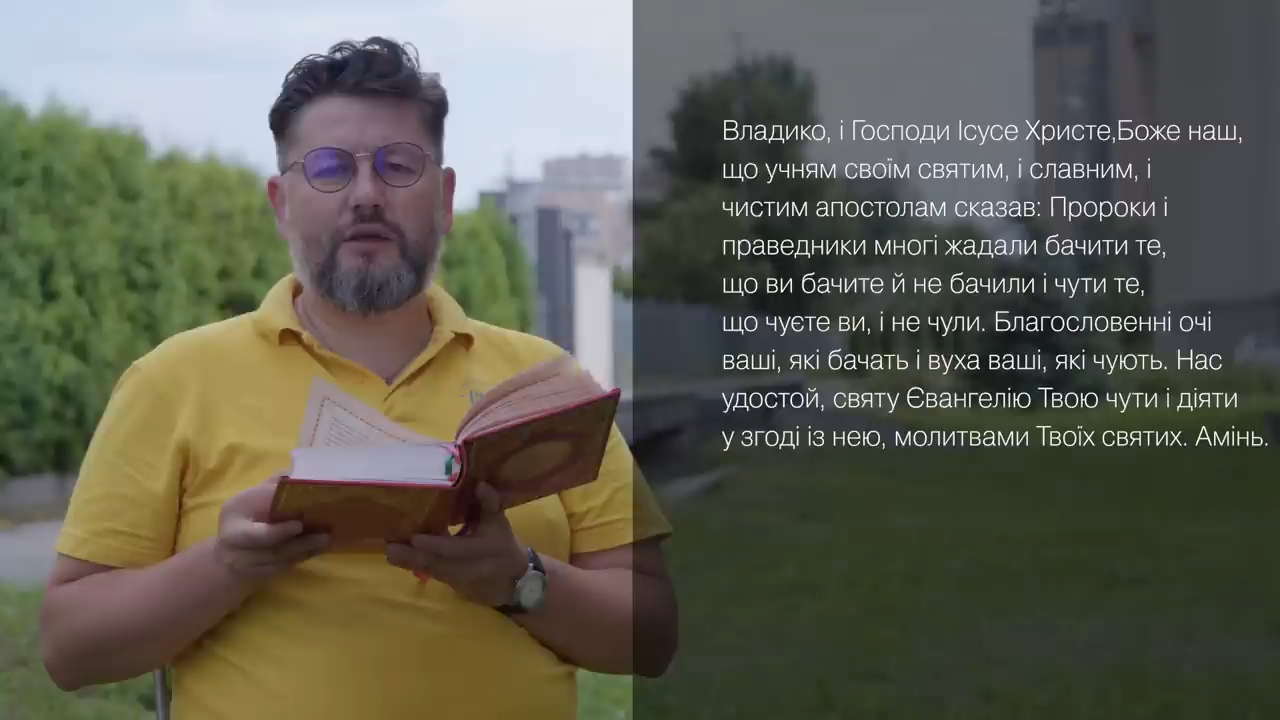 Владико, і Господи Ісусе Христе,Боже наш,
що учням своїм святим, і славним, і
чистим апостолам сказав: Пророки і
праведники многі жадали бачити те,
що ви бачите й не бачили і чути те,
що чуєте ви, і не чули. Благословенні очі
ваші, які бачать і вуха ваші, які чують. Нас
удостой, святу Євангелію Твою чути і діяти
у згоді із нею, молитвами Твоїх святих. Амінь.